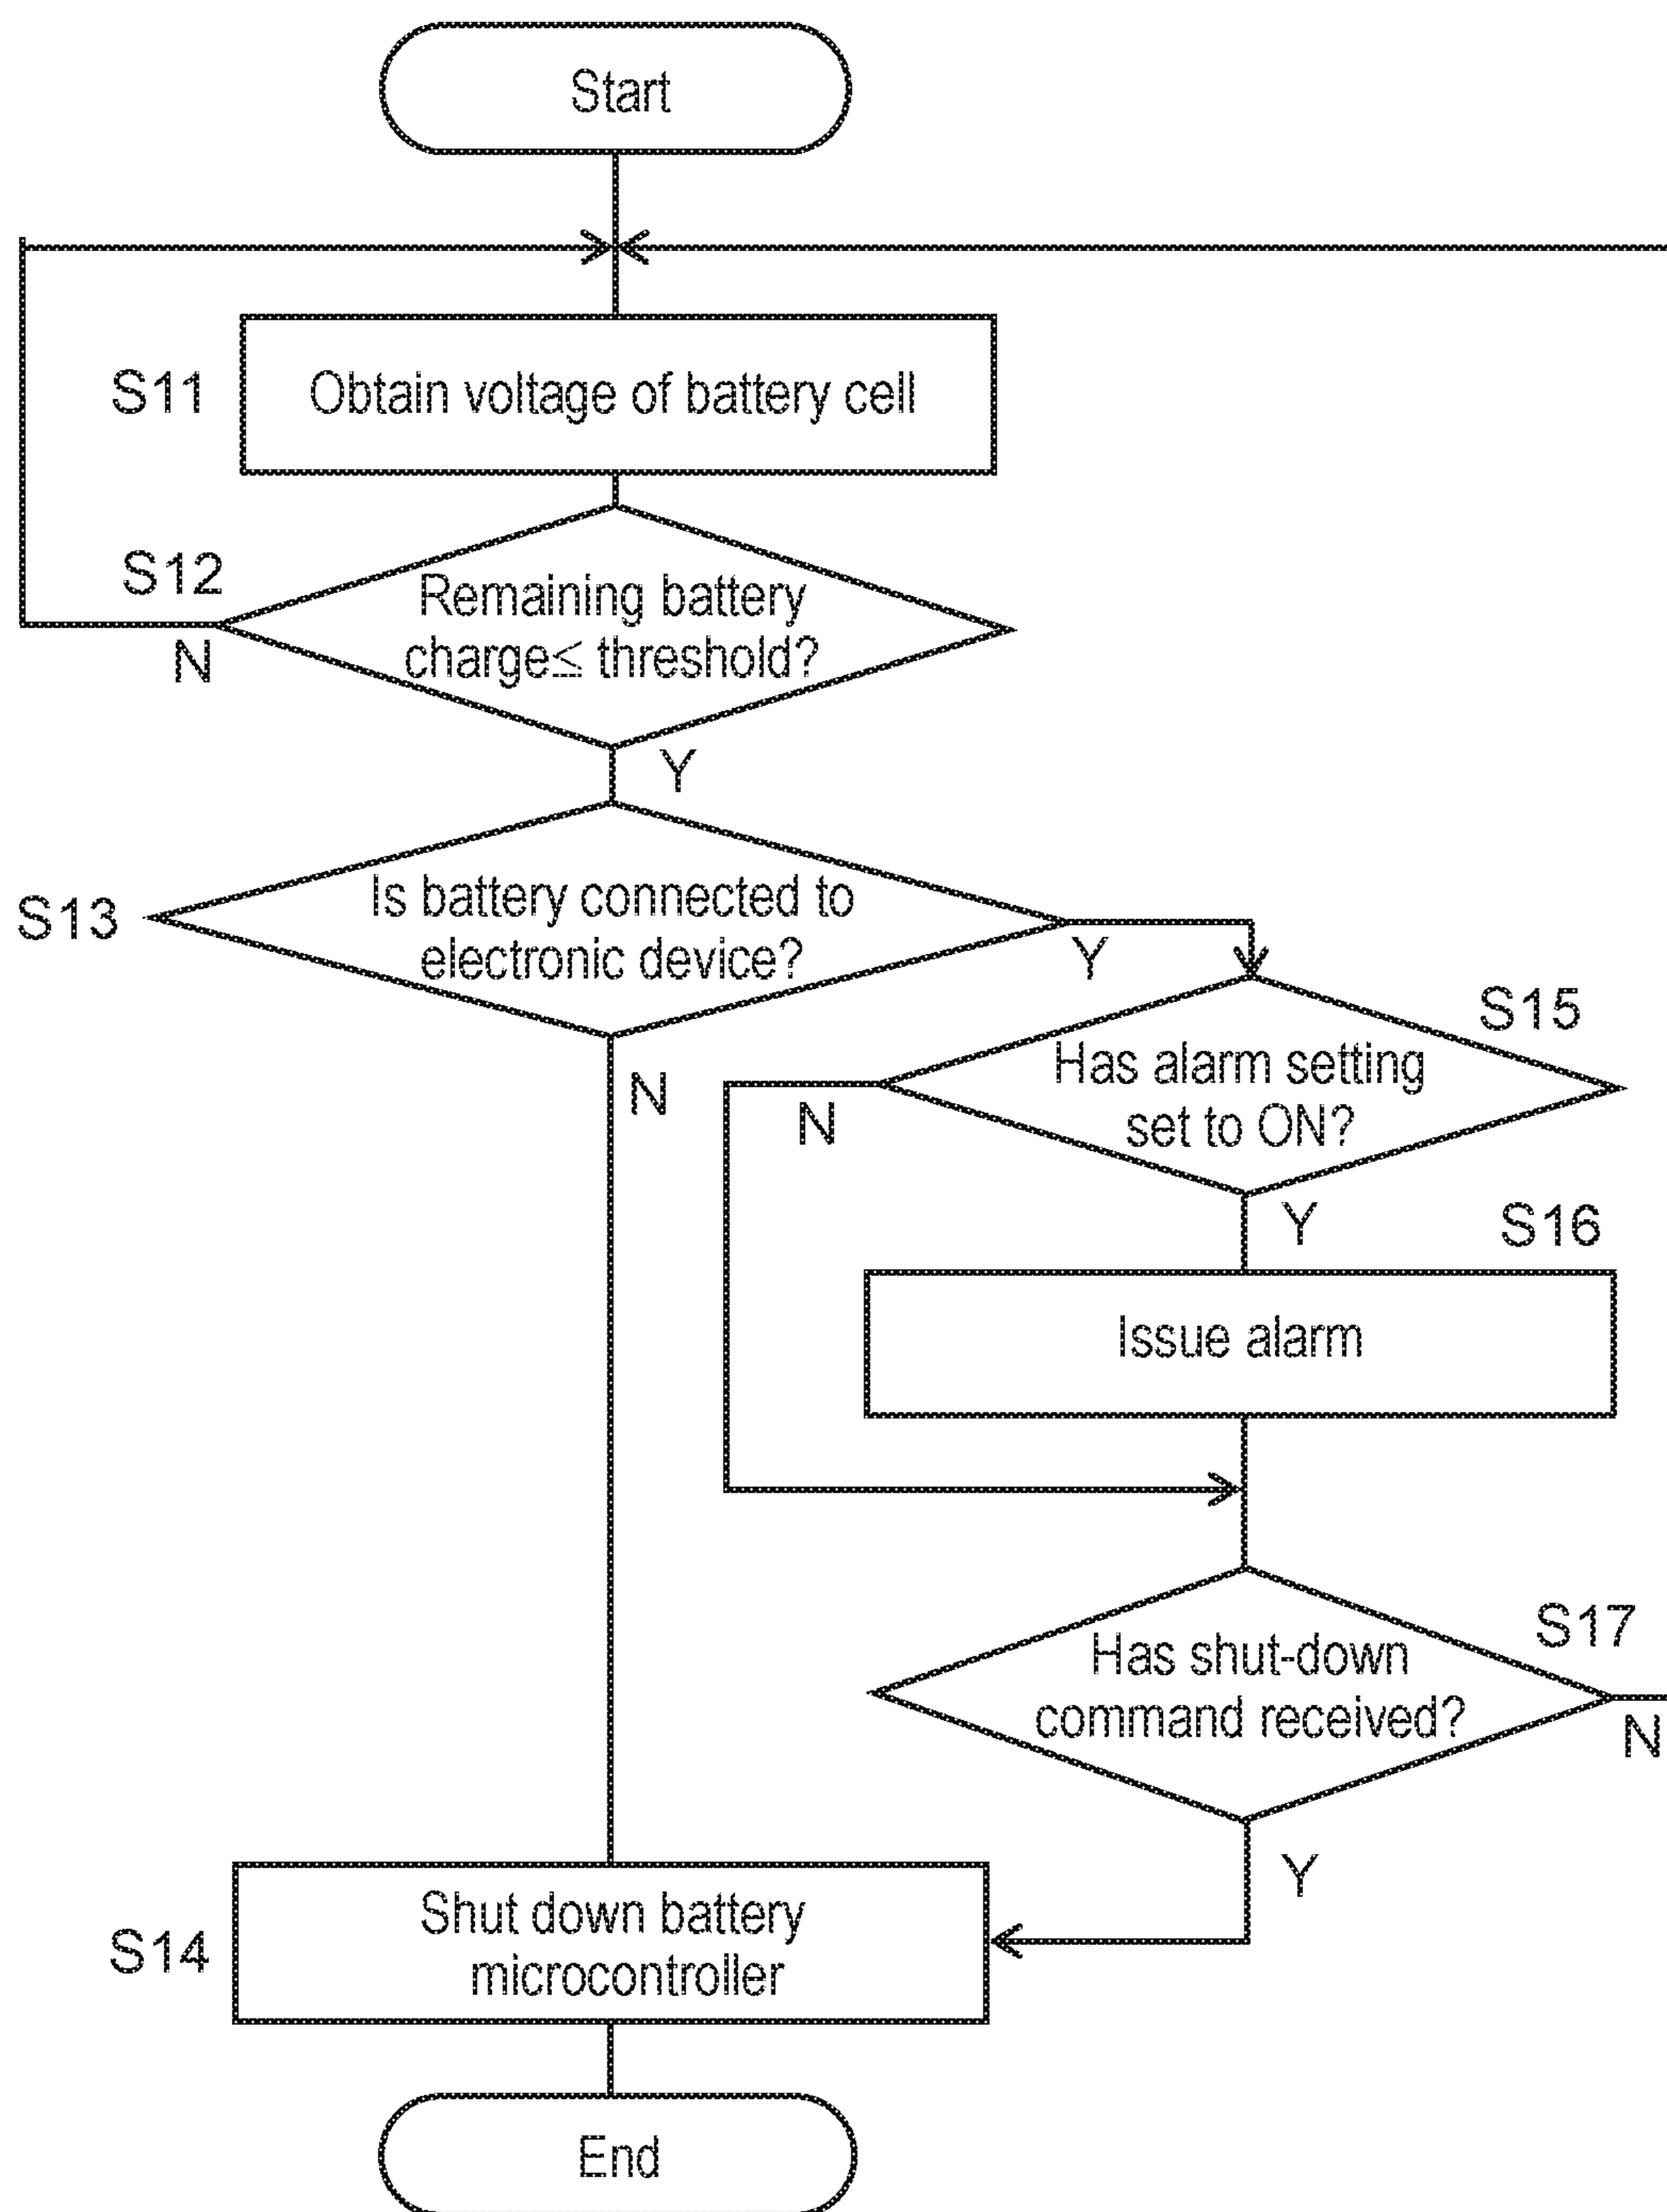 Start
S11
Obtain voltage of battery cell
S12
Remaining battery
charge≤ threshold?
N
Y
S13
Is battery connected to
electronic device?
Y
N
S15
Has alarm setting
set to ON?
N
Y
S16
Issue alarm
S17
Has shut-down
command received?
N
Y
S14
Shut down battery
microcontroller
End